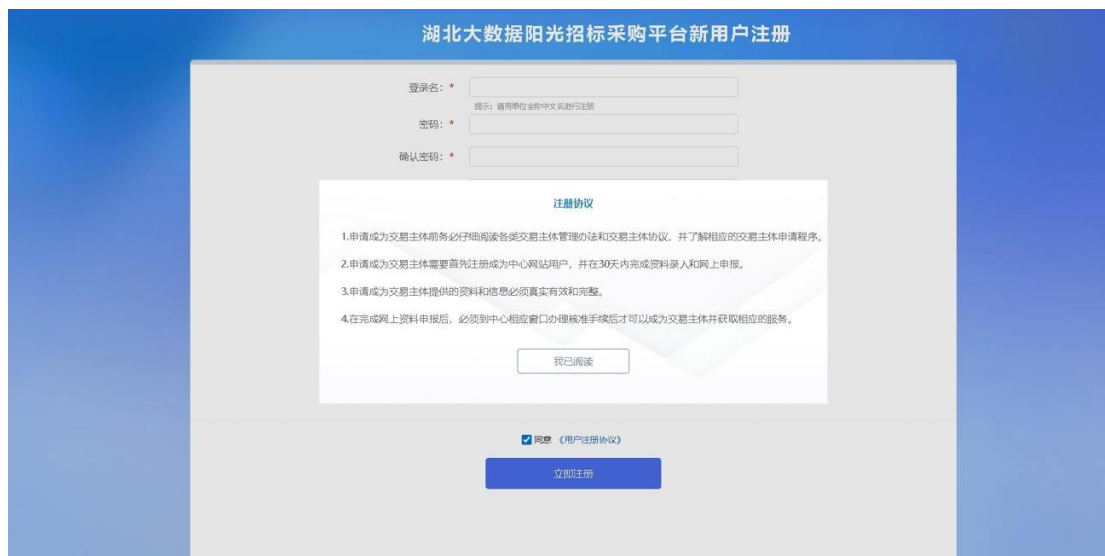 湖北大数据阳光招标采购平台新用户注册
登录名: *
提示: 请用单位全称中文名进行注册
密码: *
确认密码: *
注册协议
1.申请成为交易主体前务必仔细阅读各类交易主体管理办法和交易主体协议，并了解相应的交易主体申请程序。
2.申请成为交易主体需要首先注册成为中心网站用户，并在30天内完成资料录入和网上申报。
3.申请成为交易主体提供的资料和信息必须真实有效和完整。
4.在完成网上资料申报后，必须到中心相应窗口办理核准手续后才可以成为交易主体并获取相应的服务。
我已阅读
同意 《用户注册协议》
立即注册